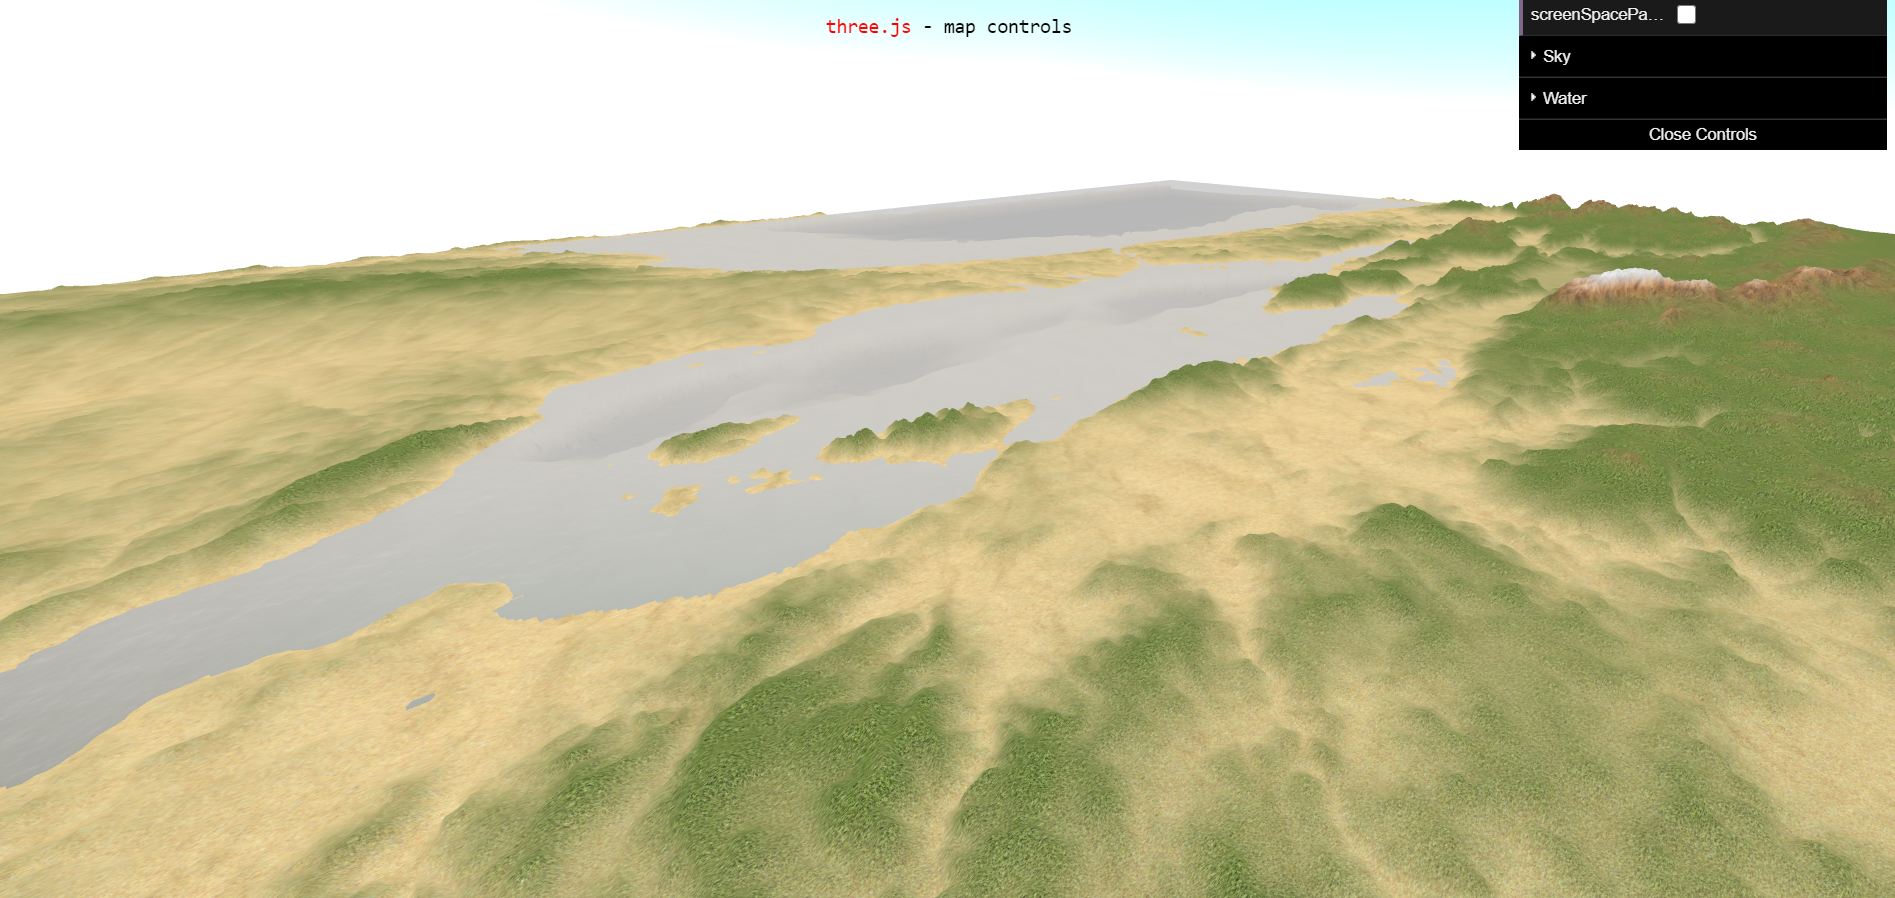 three.js - map controls
screenSpacePa...
Sky
Water
Close Controls